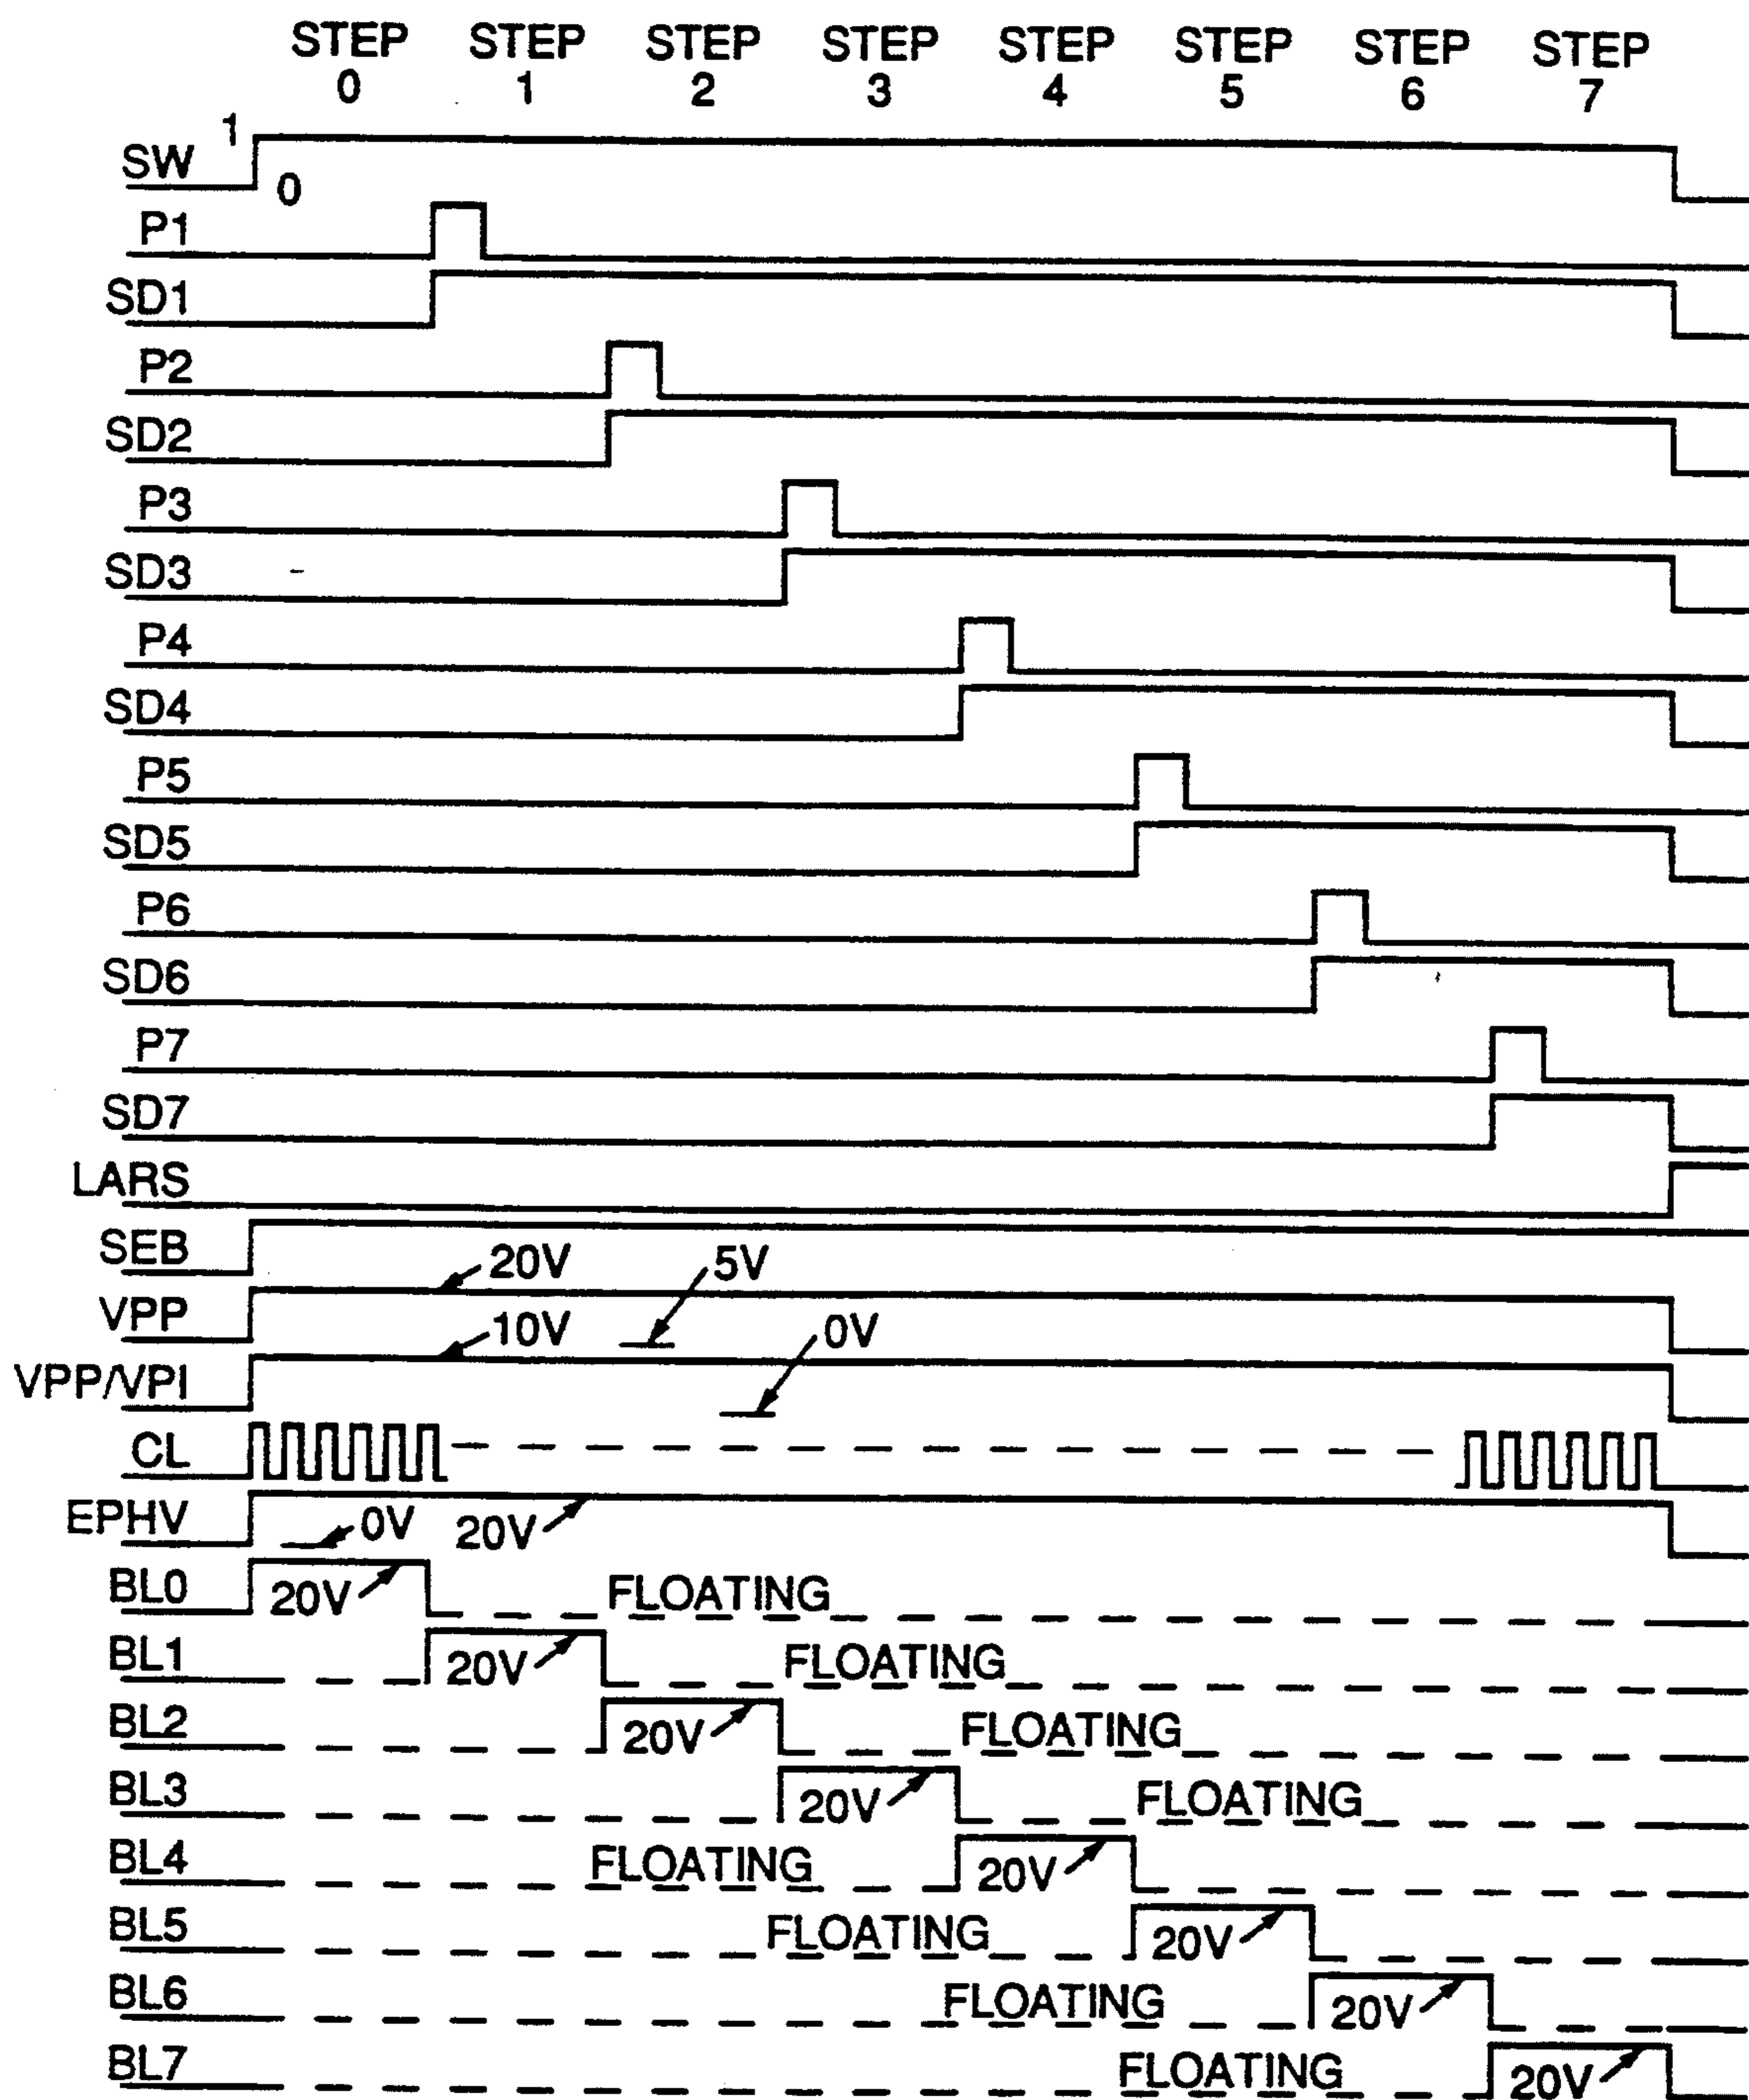 STEP STEP STEP STEP STEP STEP STEP STEP
0 1 2 3 4 5 6 7
1
SW
0
P1
SD1
P2
SD2
P3
SD3
P4
SD4
P5
SD5
P6
SD6
P7
SD7
LARS
SEB 20V 5V
VPP 10V 0V
VPP/VPI
CL
EPHV 0V 20V
BL0 20V FLOATING
BL1 20V FLOATING
BL2 20V FLOATING
BL3 20V FLOATING
BL4 FLOATING 20V
BL5 FLOATING 20V
BL6 FLOATING 20V
BL7 FLOATING 20V